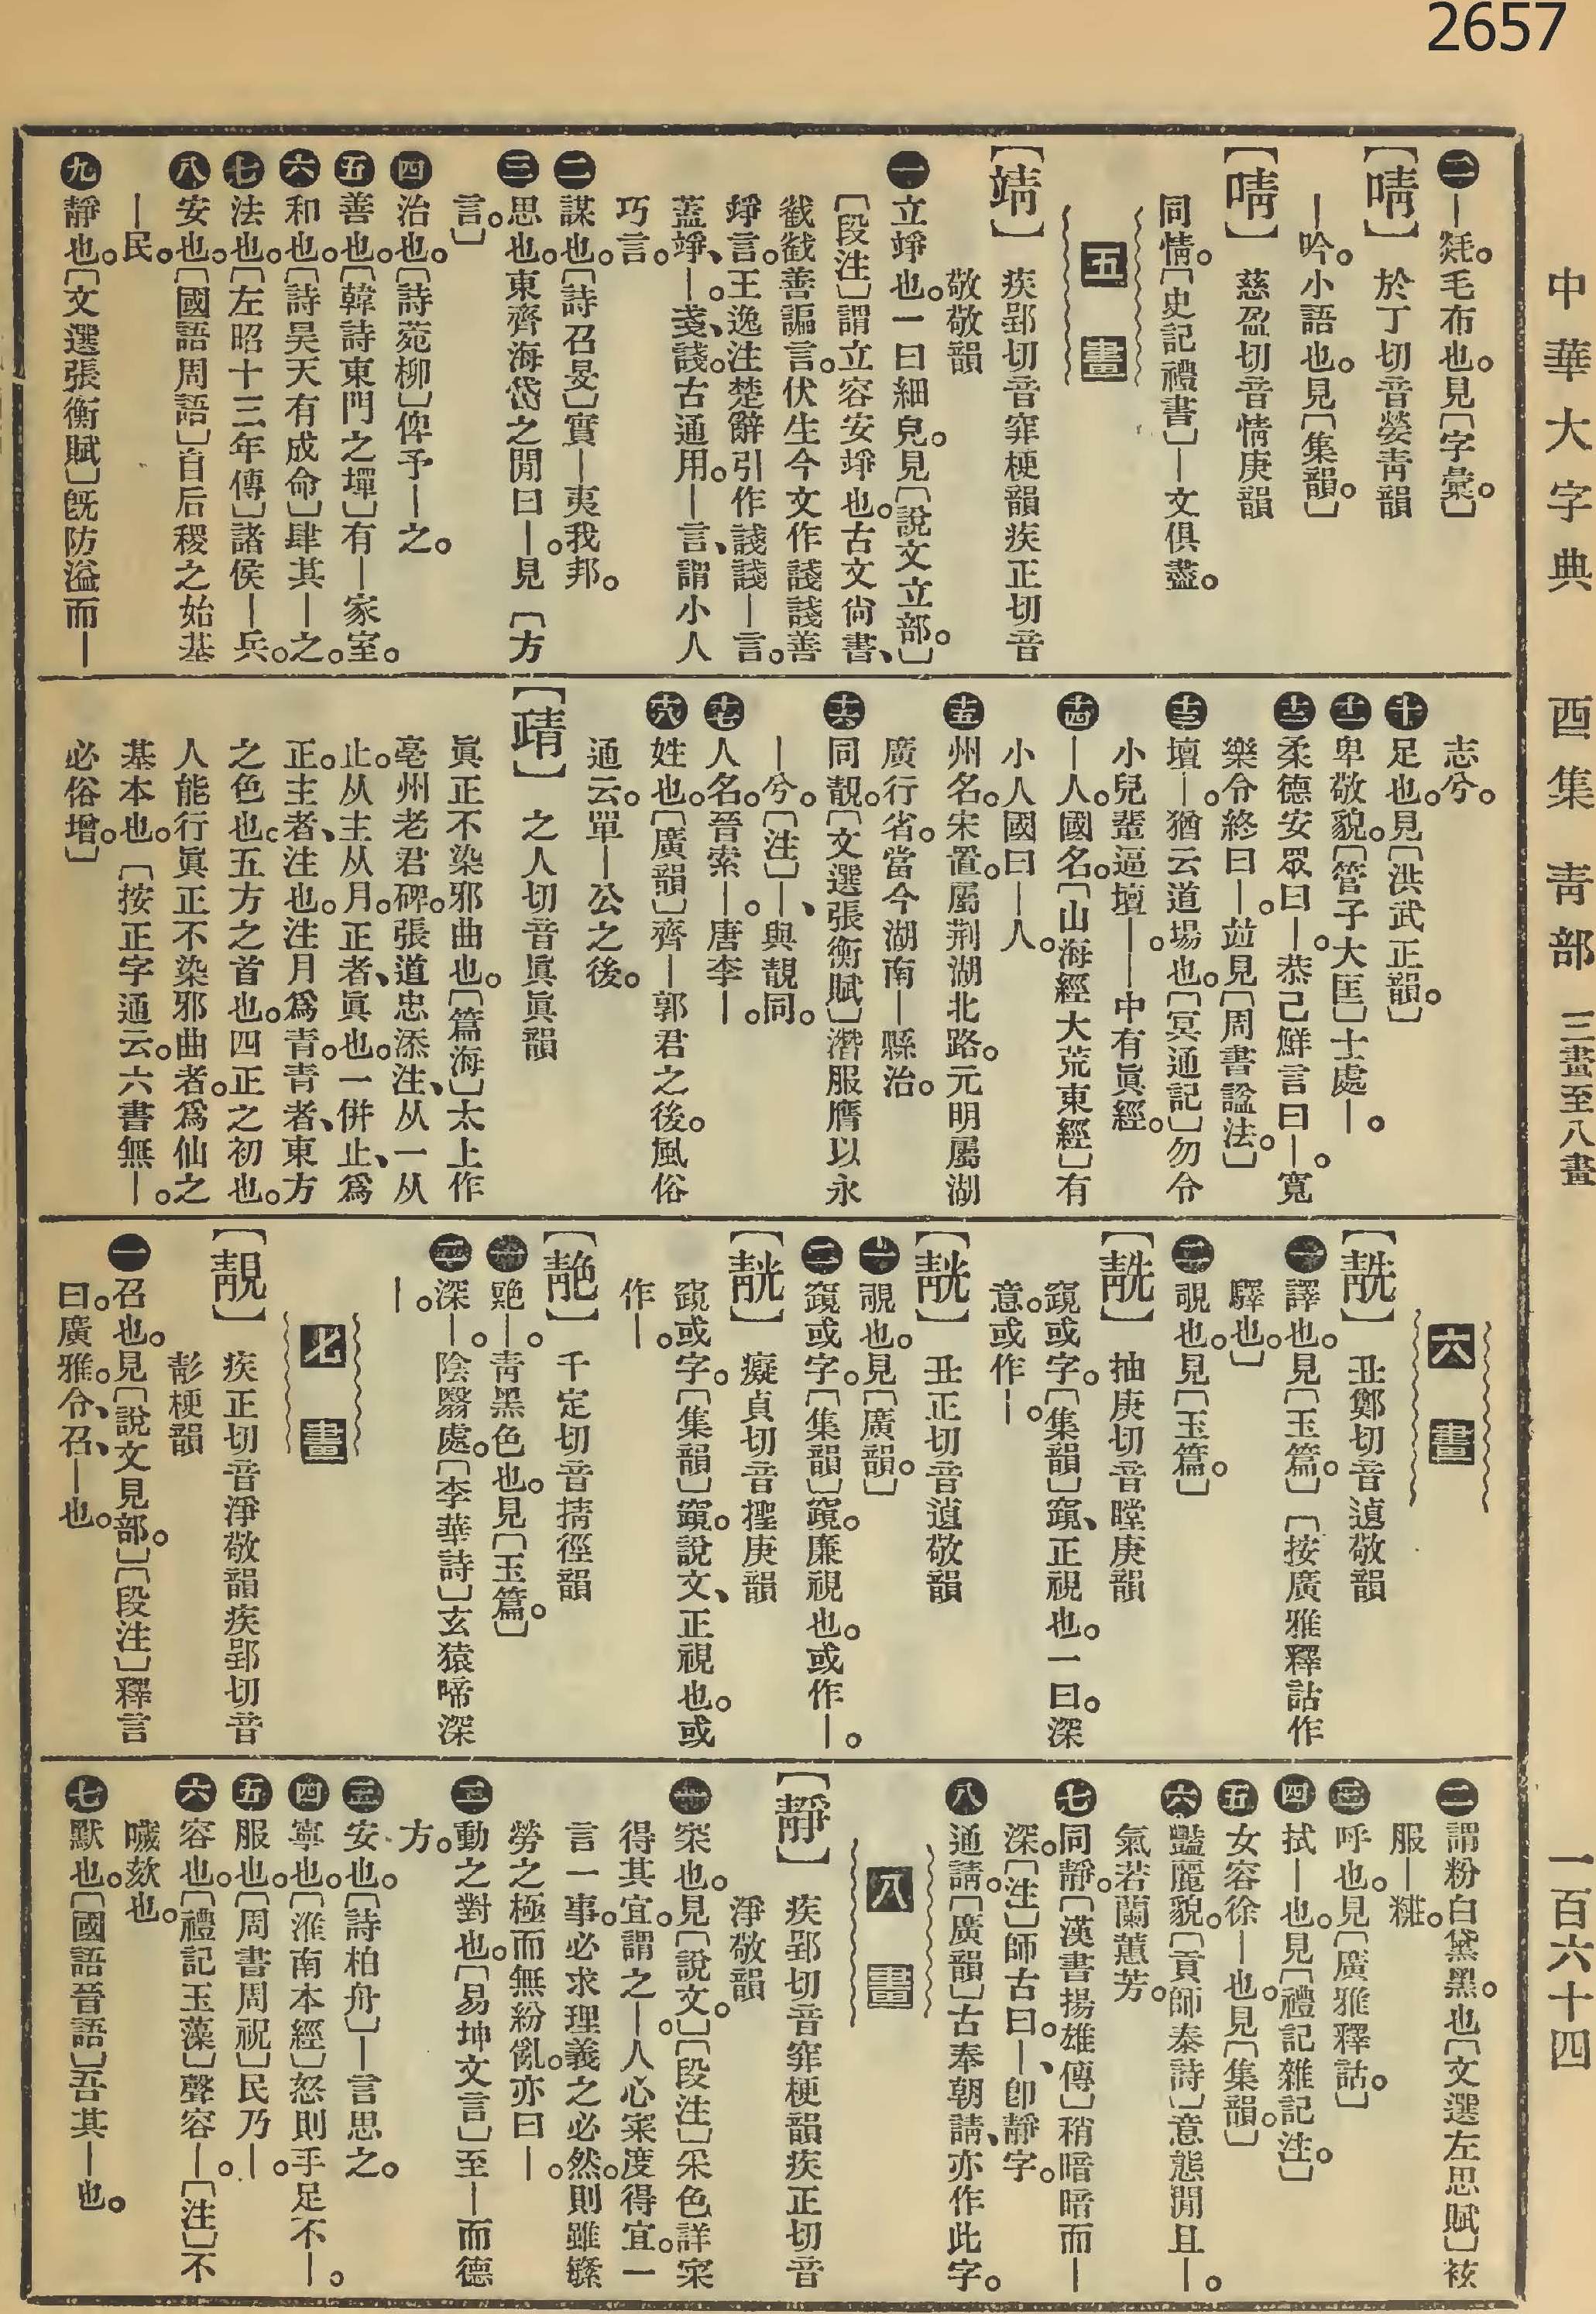 2657
中華大字典　酉集　靑部　三畫至八畫　一百六十四
二｜毿。毛布也。見〔字彙。〕
〔㖷〕於丁切音嫈靑韻
｜吟。小語也。見〔集韻。〕
〔㖷〕慈盈切音情庚韻
同情。〔史記禮書〕｜文俱盡。
五畫
〔靖〕疾郢切音穽梗韻疾正切音
敬敬韻
一立竫也。一曰細皃。見〔說文立部。〕
〔段注〕謂立容安竫也。古文尙書、
截截善諞言。伏生今文作諓諓善
竫言。王逸注楚辭引作諓諓｜言。
蓋竫、｜。戔、諓。古通用。｜言、謂小人
巧言。
二謀也。〔詩召旻〕實｜夷我邦。
三思也。東齊海岱之閒曰｜。見〔方
言。〕
四治也。〔詩菀柳〕俾予｜之。
五善也。〔韓詩東門之墠〕有｜家室。
六和也。〔詩昊天有成命〕肆其｜之。
七法也。〔左昭十三年傳〕諸侯｜兵。
八安也。〔國語周語〕自后稷之始基
｜民。
九靜也。〔文選張衡賦〕旣防溢而｜
志兮。
十足也。見〔洪武正韻。〕
十一卑敬貌。〔管子大匡〕士處｜。
十二柔德安眾曰｜。恭己鮮言曰｜。寬
樂令終曰｜。竝見〔周書諡法。〕
十三壇｜。猶云道場也。〔冥通記〕勿令
小兒輩逼壇｜。｜中有眞經。
十四｜人。國名。〔山海經大荒東經〕有
小人國曰｜人。
十五州名。宋置。屬荆湖北路。元明屬湖
廣行省。當今湖南｜縣治。
十六同靚。〔文選張衡賦〕潛服膺以永
｜兮。〔注〕｜、與靚同。
十七人名。晉索｜。唐李｜。
十八姓也。〔廣韻〕齊｜郭君之後。風俗
通云。單｜公之後。
〔䨝〕之人切音眞眞韻
眞正不染邪曲也。〔篇海〕太上作
亳州老君碑。張道忠添注、从一从
止。从主从月。正者、眞也。一併止、爲
正。主者、注也。注月爲靑。靑者、東方
之色也。五方之首也。四正之初也。
人能行眞正不染邪曲者。爲仙之
基本也。〔按正字通云。六書無｜。
必俗增。〕
六畫
〔䨟〕丑鄭切音遉敬韻
一譯也。見〔玉篇。〕〔按廣雅釋詁作
驛也。〕
二覗也。見〔玉篇。〕
〔䨟〕抽庚切音瞠庚韻
䆸或字。〔集韻〕䆸、正視也。一曰。深
意。或作｜。
〔靗〕丑正切音遉敬韻
一覗也。見〔廣韻。〕
二䆸或字。〔集韻〕䆸。廉視也。或作｜。
〔靗〕癡貞切音檉庚韻
䆸或字。〔集韻〕䆸。說文、正視也。或
作｜。
〔靘〕千定切音掅徑韻
一䒌｜。靑黑色也。見〔玉篇。〕
二深｜。陰翳處。〔李華詩〕玄猿啼深
｜。
七畫
〔靚〕疾正切音淨敬韻疾郢切音
彭梗韻
一召也。見〔說文見部。〕〔段注〕釋言
曰。廣雅。令、召、｜也。
二謂粉白黛黑也。〔文選左思賦〕袨
服｜糚。
三呼也。見〔廣雅釋詁。〕
四拭｜也。見〔禮記雜記注。〕
五女容徐｜也。見〔集韻。〕
六豔麗貌。〔貢師泰詩〕意態閒且｜。
氣若蘭蕙芳。
七同靜。〔漢書揚雄傳〕稍暗暗而｜
深。〔注〕師古曰。｜、卽靜字。
八通請。〔廣韻〕古奉朝請、亦作此字。
八畫
〔靜〕疾郢切音穽梗韻疾正切音
淨敬韻
一寀也。見〔說文。〕〔段注〕采色詳寀
得其宜。謂之｜。人心寀度得宜。一
言一事。必求理義之必然。則雖縣
勞之極而無紛亂。亦曰｜。
二動之對也。〔易坤文言〕至｜而德
方。
三安也。〔詩柏舟〕｜言思之。
四寧也。〔淮南本經〕怒則手足不｜。
五服也。〔周書周祝〕民乃｜。
六容也。〔禮記玉藻〕聲容｜。〔注〕不
噦欬也。
七默也。〔國語晉語〕吾其｜也。